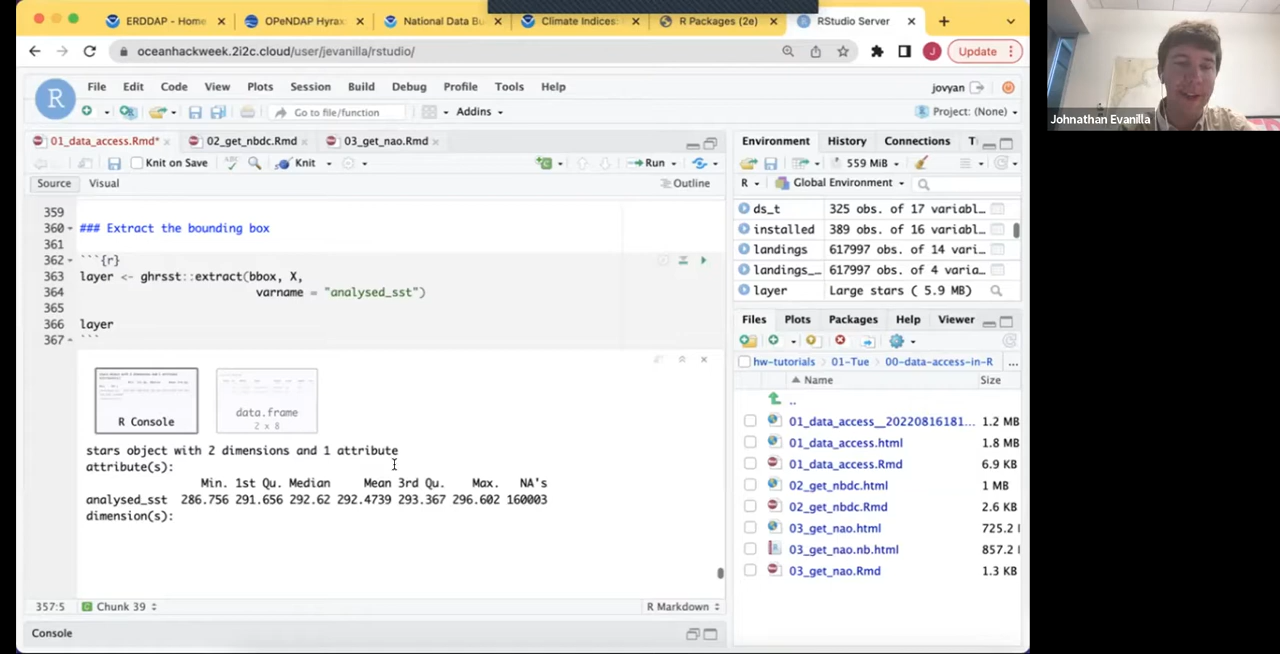 ERDDAP - Home
OPeNDAP Hyrax:
National Data Bu
Climate Indices:
R Packages (2e)
RStudio Server
oceanhackweek.2i2c.cloud/user/jevanilla/rstudio/
J
Update
Johnathan Evanilla
R
File Edit Code View Plots Session Build Debug Profile Tools Help
jovyan
Go to file/function
Addins
Project: (None)
01_data_access.Rmd*
02_get_nbdc.Rmd
03_get_nao.Rmd
Knit on Save
ABC
Knit
Run
Source
Visual
Outline
359
360 ### Extract the bounding box
361
362 ```{r}
363 layer <- ghrsst::extract(bbox, X,
364 varname = "analysed_sst")
365
366 layer
367 ```
R Console
data.frame
2 x 8
stars object with 2 dimensions and 1 attribute
attribute(s):
Min. 1st Qu. Median Mean 3rd Qu. Max. NA's
analysed_sst 286.756 291.656 292.62 292.4739 293.367 296.602 160003
dimension(s):
357:5
Chunk 39
R Markdown
Console
Environment History Connections T
559 MiB
R
Global Environment
ds_t 325 obs. of 17 variabl…
installed 389 obs. of 16 variabl…
landings 617997 obs. of 14 vari…
landings_… 617997 obs. of 4 varia…
layer Large stars ( 5.9 MB)
Files Plots Packages Help Viewer
hw-tutorials 01-Tue 00-data-access-in-R ...
Name Size
..
01_data_access__20220816181... 1.2 MB
01_data_access.html 1.8 MB
01_data_access.Rmd 6.9 KB
02_get_nbdc.html 1 MB
02_get_nbdc.Rmd 2.6 KB
03_get_nao.html 725.2
03_get_nao.nb.html 857.2
03_get_nao.Rmd 1.3 KB